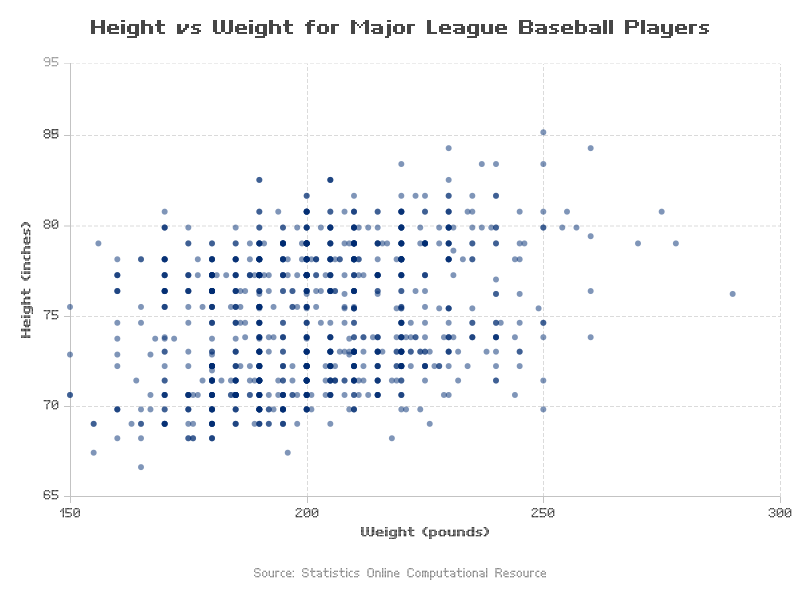 Height vs Weight for Major League Baseball Players
95
85
80
75
70
65
150
200
250
300
Height (inches)
Weight (pounds)
Source: Statistics Online Computational Resource